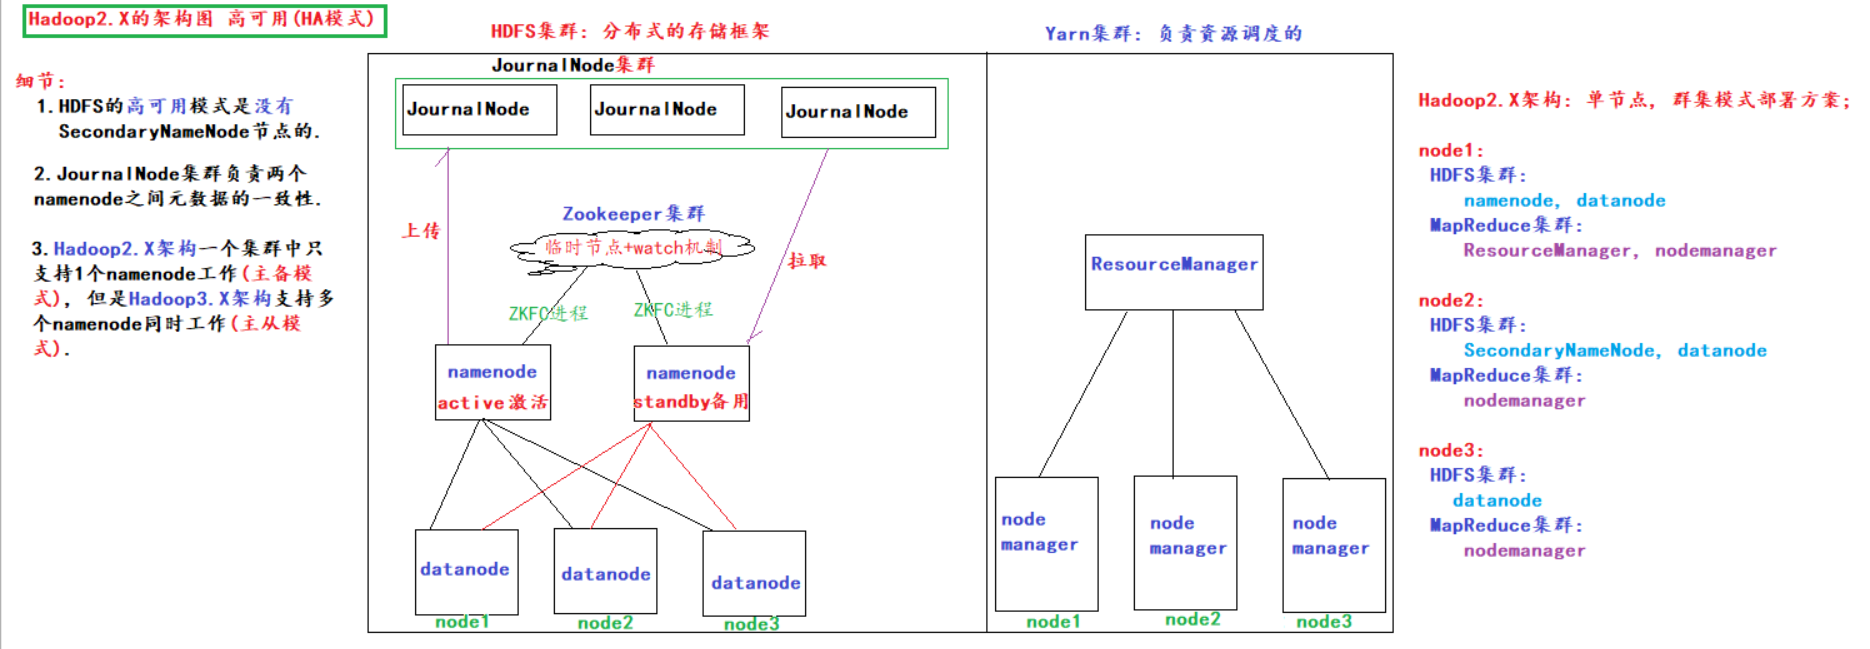 Hadoop2.X的架构图 高可用(HA模式)
细节:
1.HDFS的高可用模式是没有
SecondaryNameNode节点的.
2.JournalNode集群负责两个
namenode之间元数据的一致性.
3.Hadoop2.X架构一个集群中只
支持1个namenode工作(主备模
式), 但是Hadoop3.X架构支持多
个namenode同时工作(主从模
式).
HDFS集群: 分布式的存储框架
JournalNode集群
JournalNode
JournalNode
JournalNode
上传
Zookeeper集群
临时节点+watch机制
拉取
ZKFC进程
ZKFC进程
namenode
active激活
namenode
standby备用
datanode
datanode
datanode
node1
node2
node3
Yarn集群: 负责资源调度的
ResourceManager
node
manager
node
manager
node
manager
node1
node2
node3
Hadoop2.X架构: 单节点, 群集模式部署方案;
node1:
HDFS集群:
namenode, datanode
MapReduce集群:
ResourceManager, nodemanager
node2:
HDFS集群:
SecondaryNameNode, datanode
MapReduce集群:
nodemanager
node3:
HDFS集群:
datanode
MapReduce集群:
nodemanager